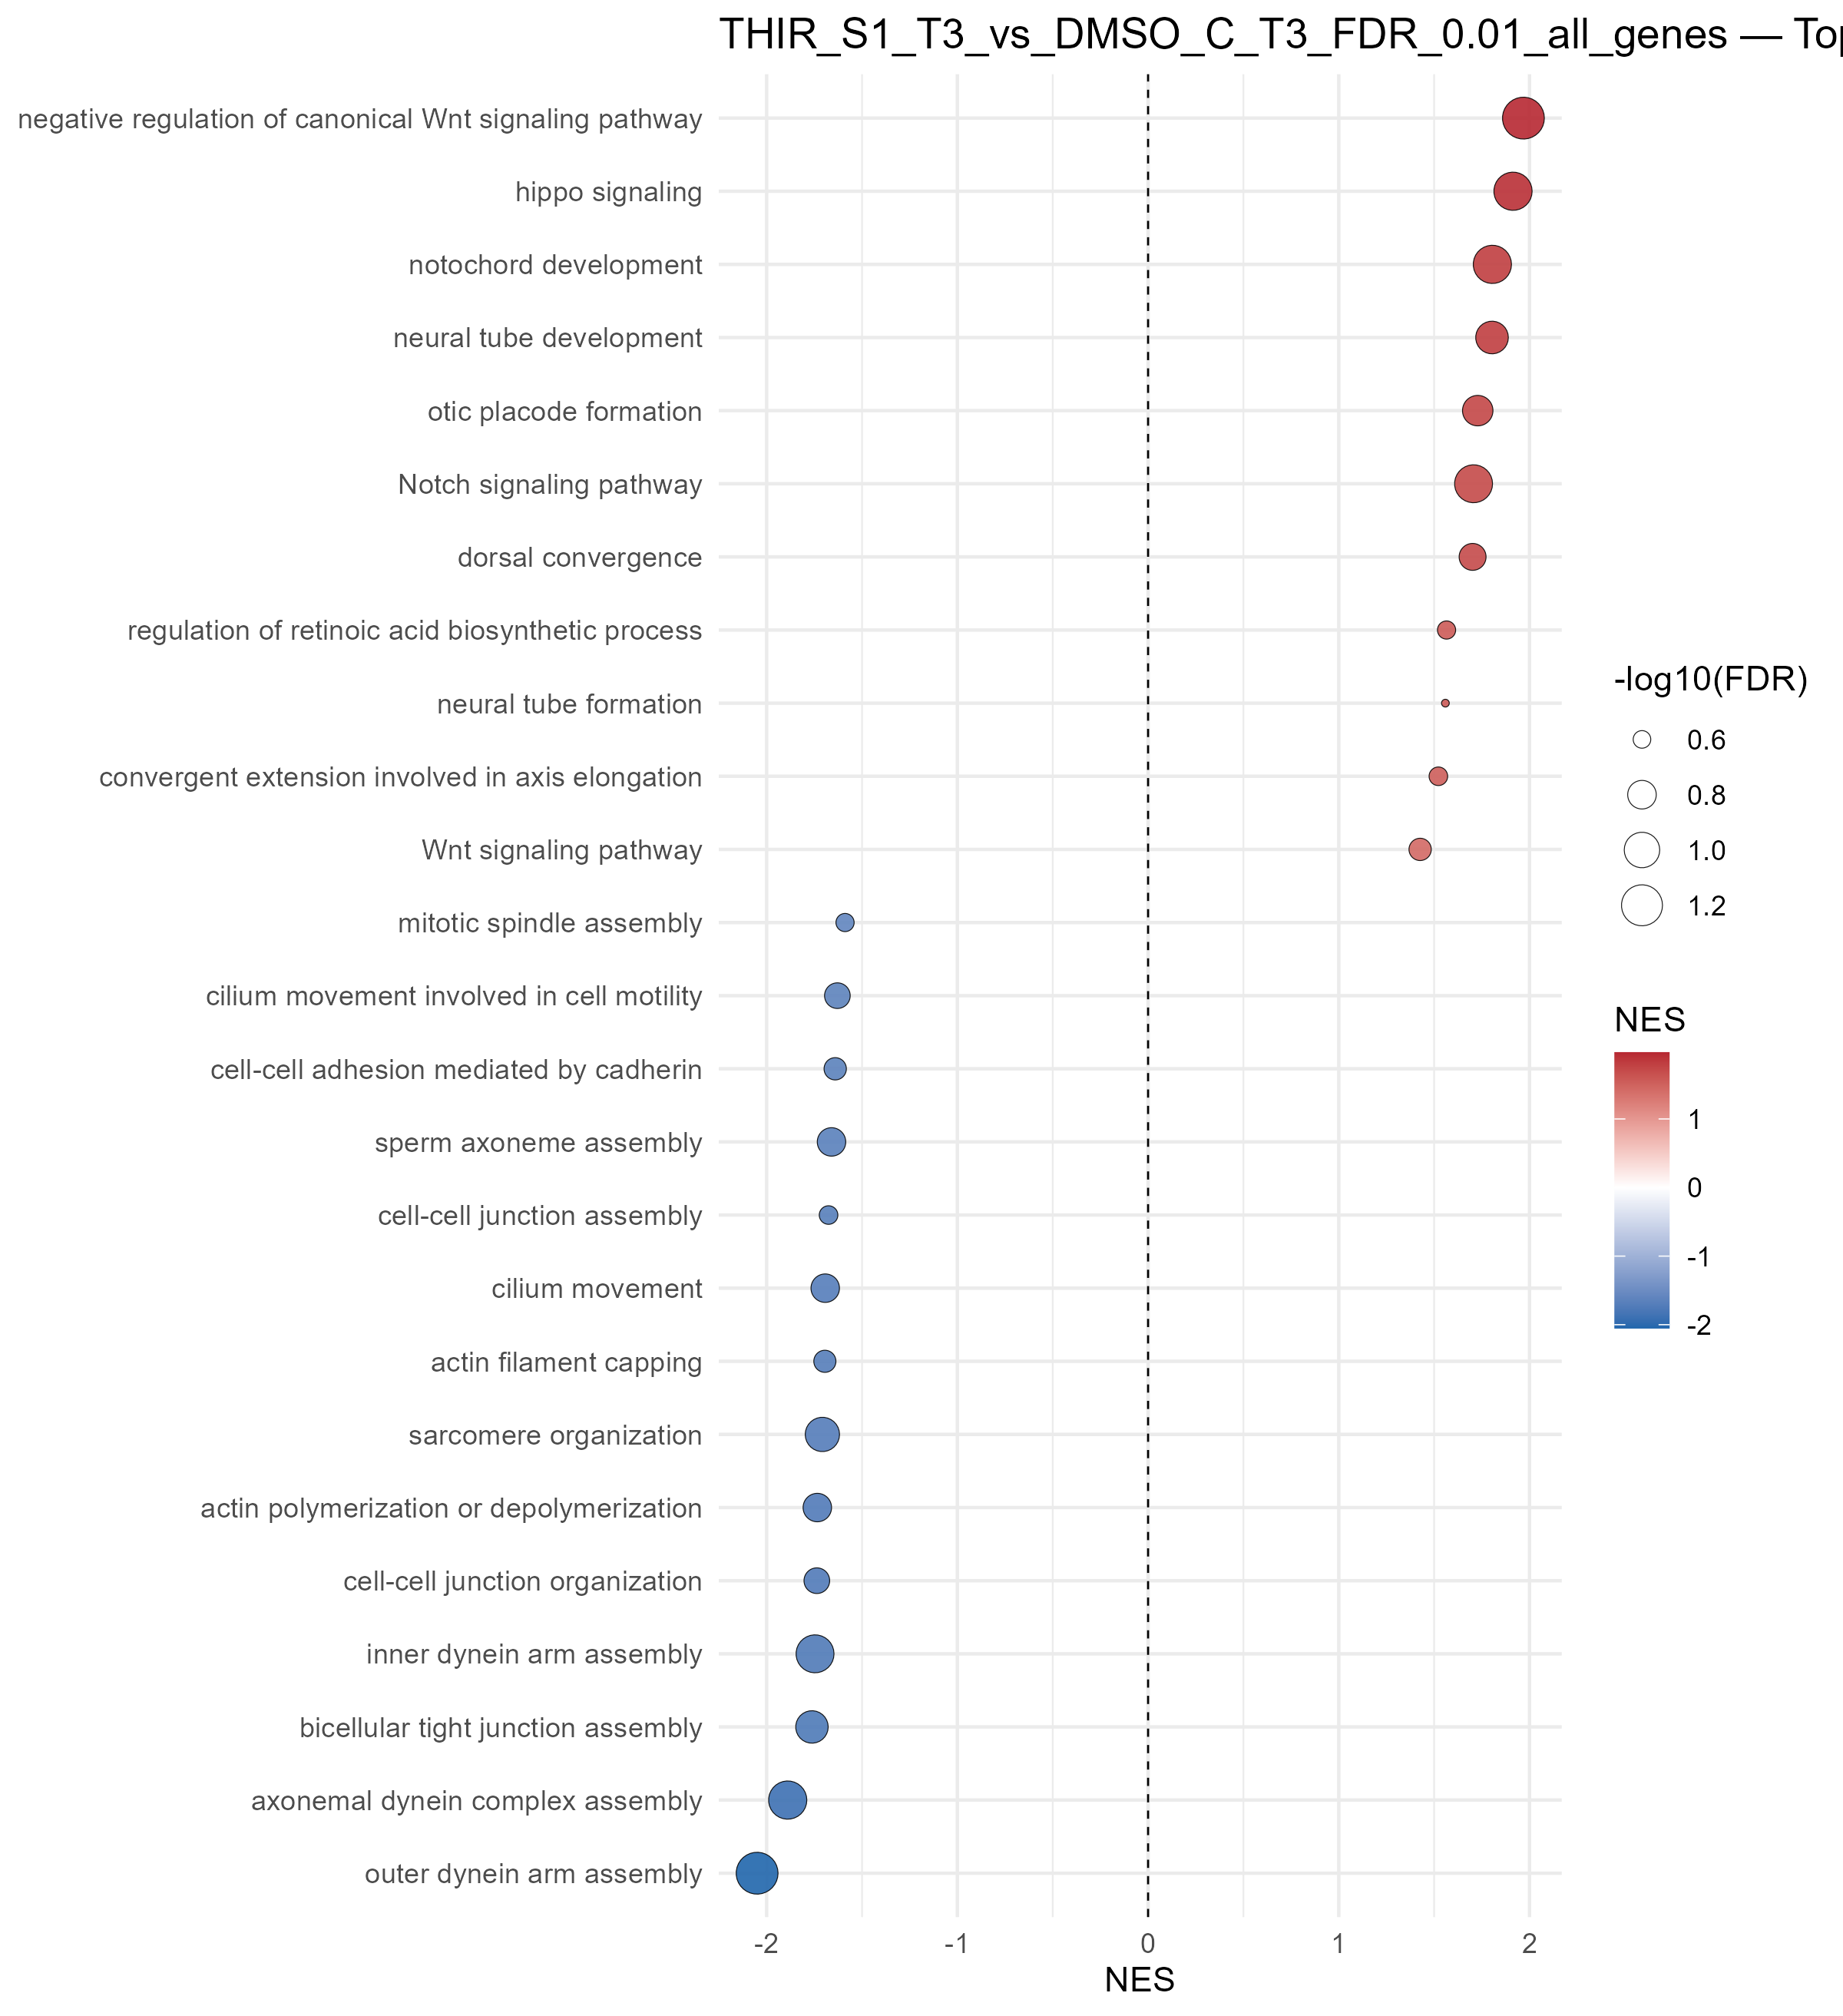 THIR_S1_T3_vs_DMSO_C_T3_FDR_0.01_all_genes — Top
negative regulation of canonical Wnt signaling pathway
hippo signaling
notochord development
neural tube development
otic placode formation
Notch signaling pathway
dorsal convergence
regulation of retinoic acid biosynthetic process
neural tube formation
convergent extension involved in axis elongation
Wnt signaling pathway
mitotic spindle assembly
cilium movement involved in cell motility
cell-cell adhesion mediated by cadherin
sperm axoneme assembly
cell-cell junction assembly
cilium movement
actin filament capping
sarcomere organization
actin polymerization or depolymerization
cell-cell junction organization
inner dynein arm assembly
bicellular tight junction assembly
axonemal dynein complex assembly
outer dynein arm assembly
-2 -1 0 1 2
NES
-log10(FDR)
0.6
0.8
1.0
1.2
NES
1
0
-1
-2